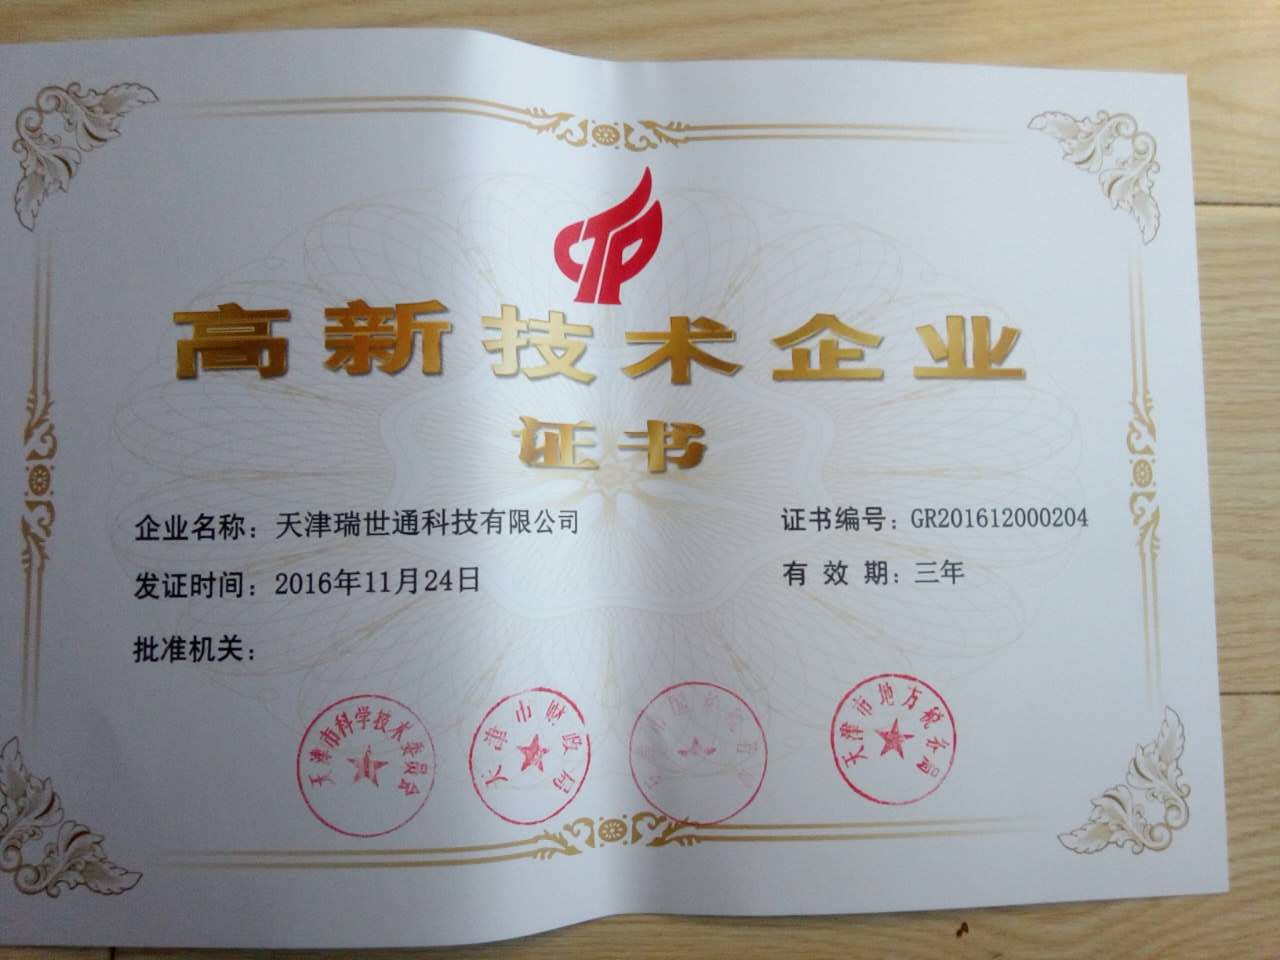 高新技术企业
证书
企业名称：天津瑞世通科技有限公司
证书编号：GR201612000204
发证时间：2016年11月24日
有效期：三年
批准机关：
天津市科学技术委员会
天津市财政局
天津市地方税务局